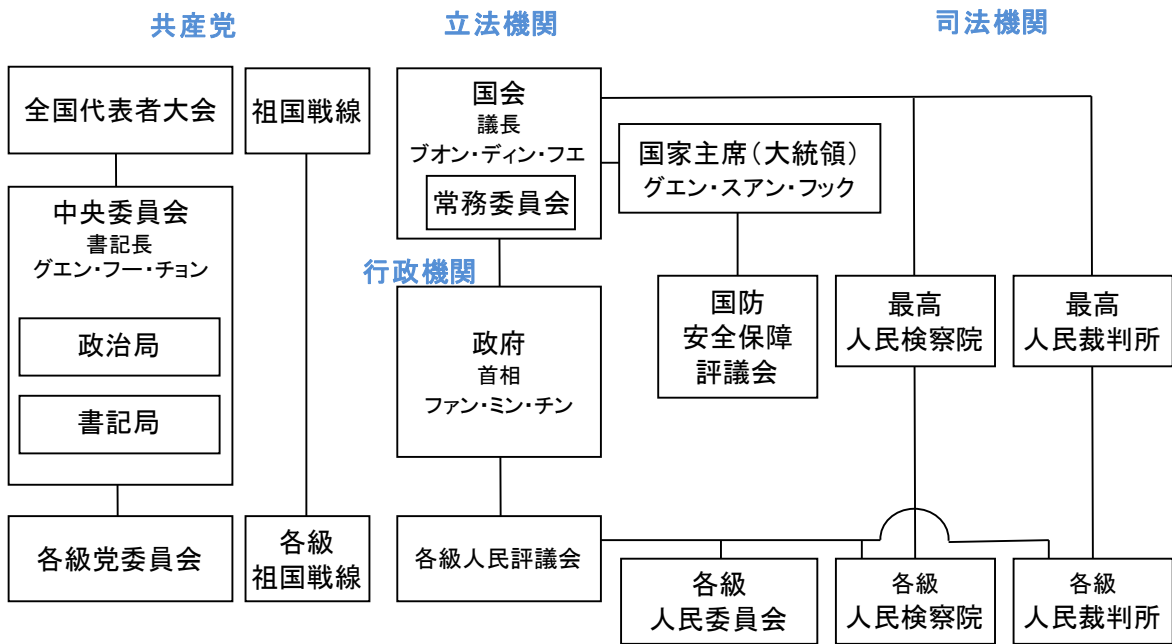 共産党
立法機関
司法機関
全国代表者大会
祖国戦線
国会
議長
ブオン・ディン・フエ
常務委員会
国家主席（大統領）
グエン・スアン・フック
中央委員会
書記長
グエン・フー・チョン
政治局
書記局
行政機関
政府
首相
ファン・ミン・チン
国防
安全保障
評議会
最高
人民検察院
最高
人民裁判所
各級党委員会
各級
祖国戦線
各級人民評議会
各級
人民委員会
各級
人民検察院
各級
人民裁判所